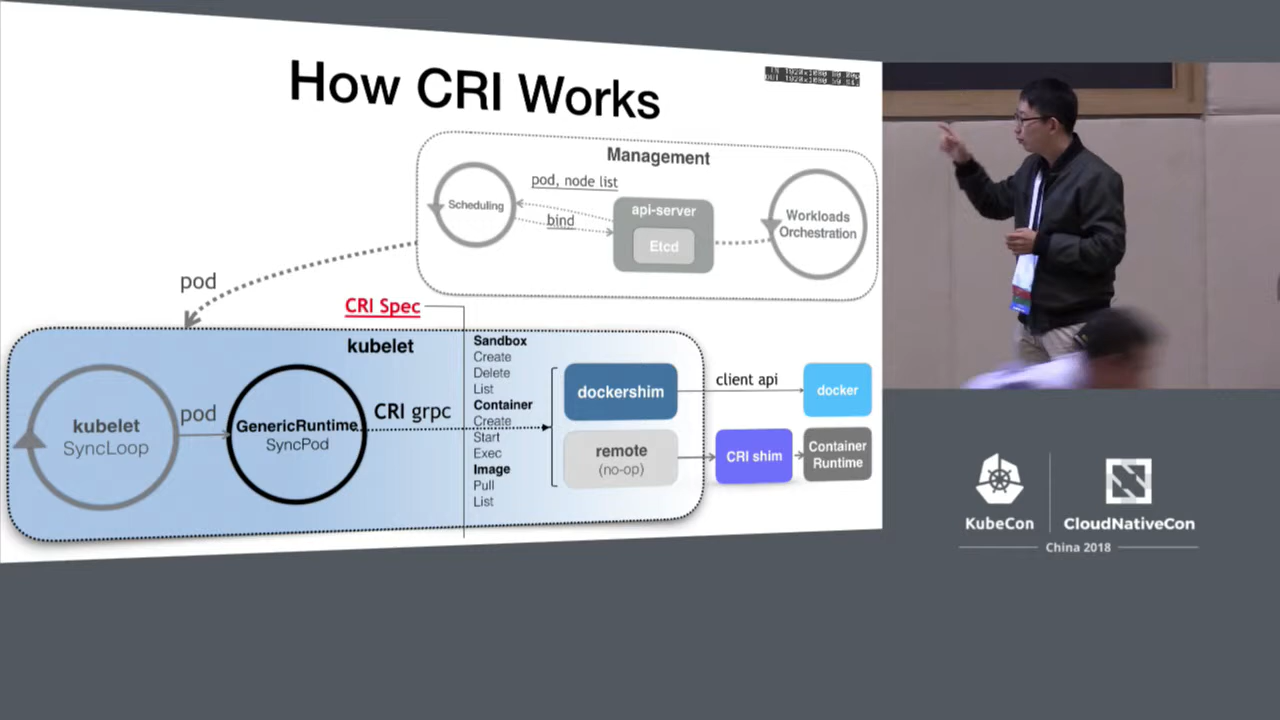 How CRI Works
Management
Scheduling
pod, node list
bind
api-server
Etcd
Workloads
Orchestration
pod
CRI Spec
kubelet
kubelet
SyncLoop
pod
GenericRuntime
SyncPod
CRI grpc
Sandbox
Create
Delete
List
Container
Create
Start
Exec
Image
Pull
List
dockershim
remote
(no-op)
client api
docker
CRI shim
Container
Runtime
KubeCon
CloudNativeCon
China 2018